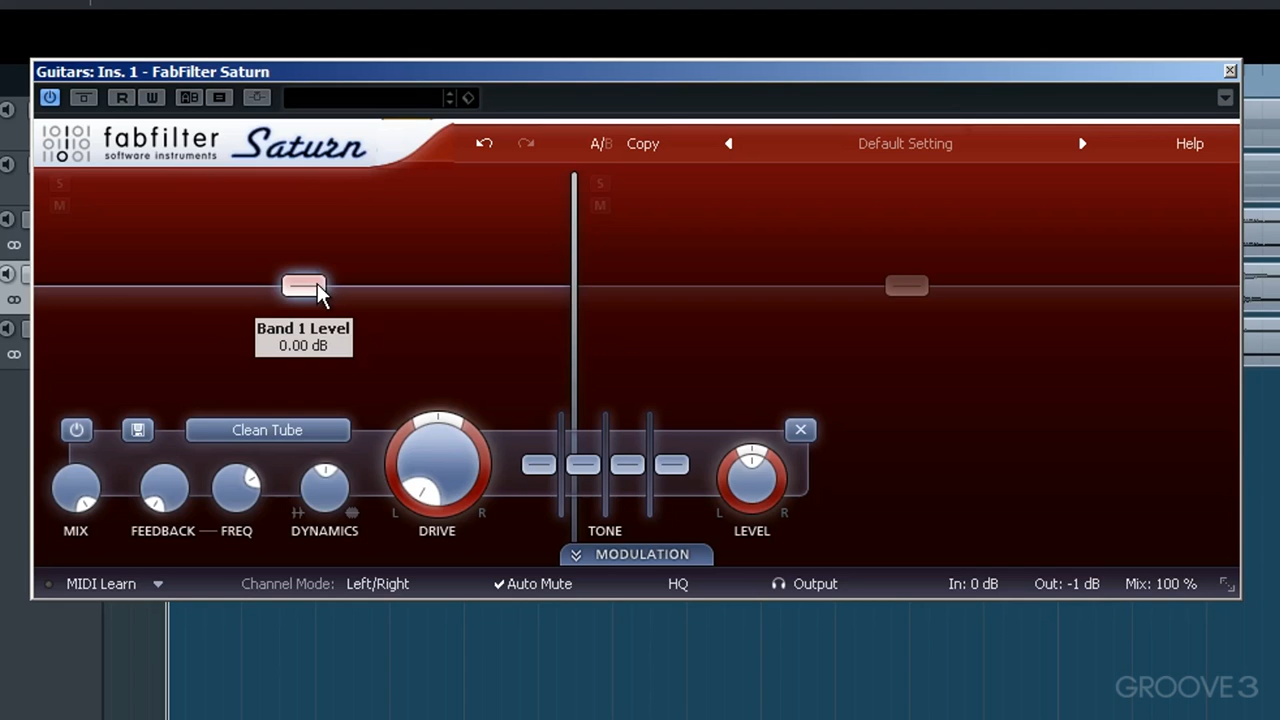 Guitars: Ins. 1 - FabFilter Saturn
R W AB
fabfilter
software instruments
Saturn
A/B Copy Default Setting Help
S S
M M
Band 1 Level
0.00 dB
Clean Tube
L R L R
MIX FEEDBACK FREQ DYNAMICS DRIVE TONE LEVEL
MODULATION
MIDI Learn Channel Mode: Left/Right Auto Mute HQ Output In: 0 dB Out: -1 dB Mix: 100 %
GROOVE3